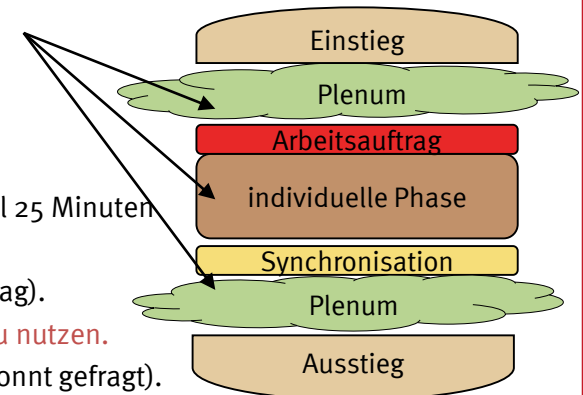 Einstieg
Plenum
Arbeitsauftrag
individuelle Phase
l 25 Minuten
Synchronisation
ag).
Plenum
u nutzen.
Ausstieg
onnt gefragt).